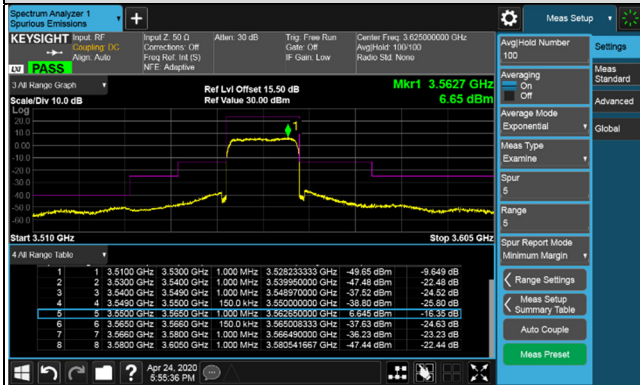 Spectrum Analyzer 1
Spurious Emissions
Meas Setup
KEYSIGHT
Input: RF
Coupling: DC
Align: Auto
Input Z: 50 Ω
Corrections: Off
Freq Ref: Int (S)
NFE: Adaptive
Atten: 30 dB
Trig: Free Run
Gate: Off
IF Gain: Low
Center Freq: 3.625000000 GHz
Avg|Hold: 100/100
Radio Std: None
LXI
PASS
3 All Range Graph
Scale/Div 10.0 dB
Ref Lvl Offset 15.50 dB
Ref Value 30.00 dBm
Mkr1 3.5627 GHz
6.65 dBm
Log
20.0
10.0
0.00
-10.0
-20.0
-30.0
-40.0
-50.0
-60.0
1
Start 3.510 GHz
Stop 3.605 GHz
4 All Range Table
1 1 3.5100 GHz 3.5300 GHz 1.000 MHz 3.528233333 GHz -49.65 dBm -9.649 dB
2 2 3.5300 GHz 3.5400 GHz 1.000 MHz 3.539950000 GHz -47.48 dBm -22.48 dB
3 3 3.5400 GHz 3.5490 GHz 1.000 MHz 3.548970000 GHz -37.52 dBm -24.52 dB
4 4 3.5490 GHz 3.5500 GHz 150.0 kHz 3.550000000 GHz -38.80 dBm -25.80 dB
5 5 3.5500 GHz 3.5650 GHz 1.000 MHz 3.562650000 GHz 6.645 dBm -16.35 dB
6 6 3.5650 GHz 3.5660 GHz 150.0 kHz 3.565008333 GHz -37.63 dBm -24.63 dB
7 7 3.5660 GHz 3.5800 GHz 1.000 MHz 3.566490000 GHz -36.23 dBm -23.23 dB
8 8 3.5800 GHz 3.6050 GHz 1.000 MHz 3.580541667 GHz -47.44 dBm -22.44 dB
Avg|Hold Number
100
Averaging
On
Off
Average Mode
Exponential
Meas Type
Examine
Spur
5
Range
5
Spur Report Mode
Minimum Margin
Range Settings
Meas Setup
Summary Table
Auto Couple
Meas Preset
Settings
Meas
Standard
Advanced
Global
?
Apr 24, 2020
5:55:36 PM